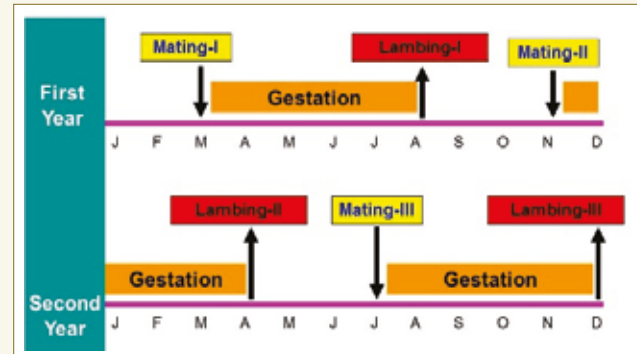 Mating-I
Lambing-I
Mating-II
First
Year
Gestation
J F M A M J J A S O N D
Lambing-II
Mating-III
Lambing-III
Gestation
Gestation
Second
Year
J F M A M J J A S O N D